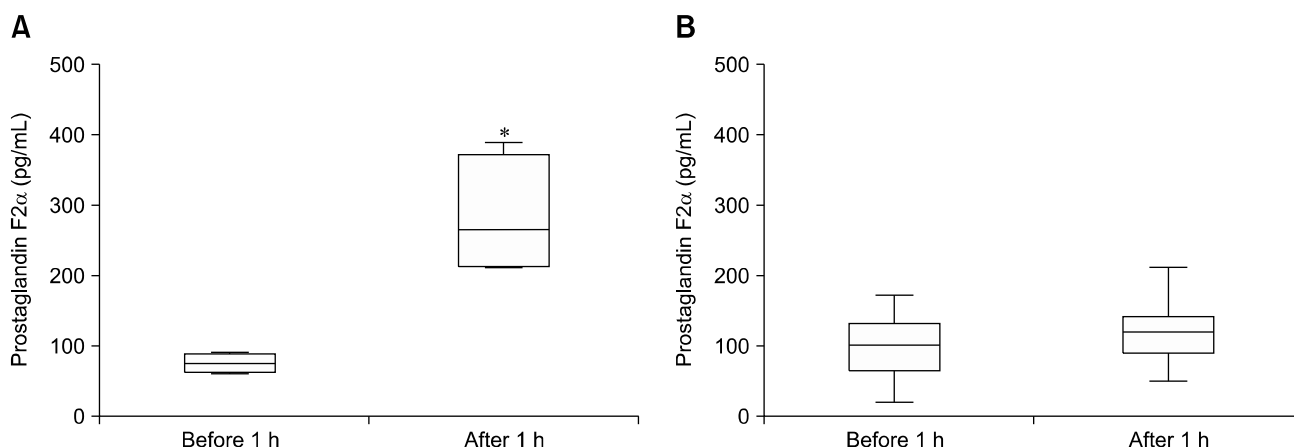 A
Prostaglandin F2α (pg/mL)
500
400
300
200
100
0
*
Before 1 h
After 1 h
B
Prostaglandin F2α (pg/mL)
500
400
300
200
100
0
Before 1 h
After 1 h